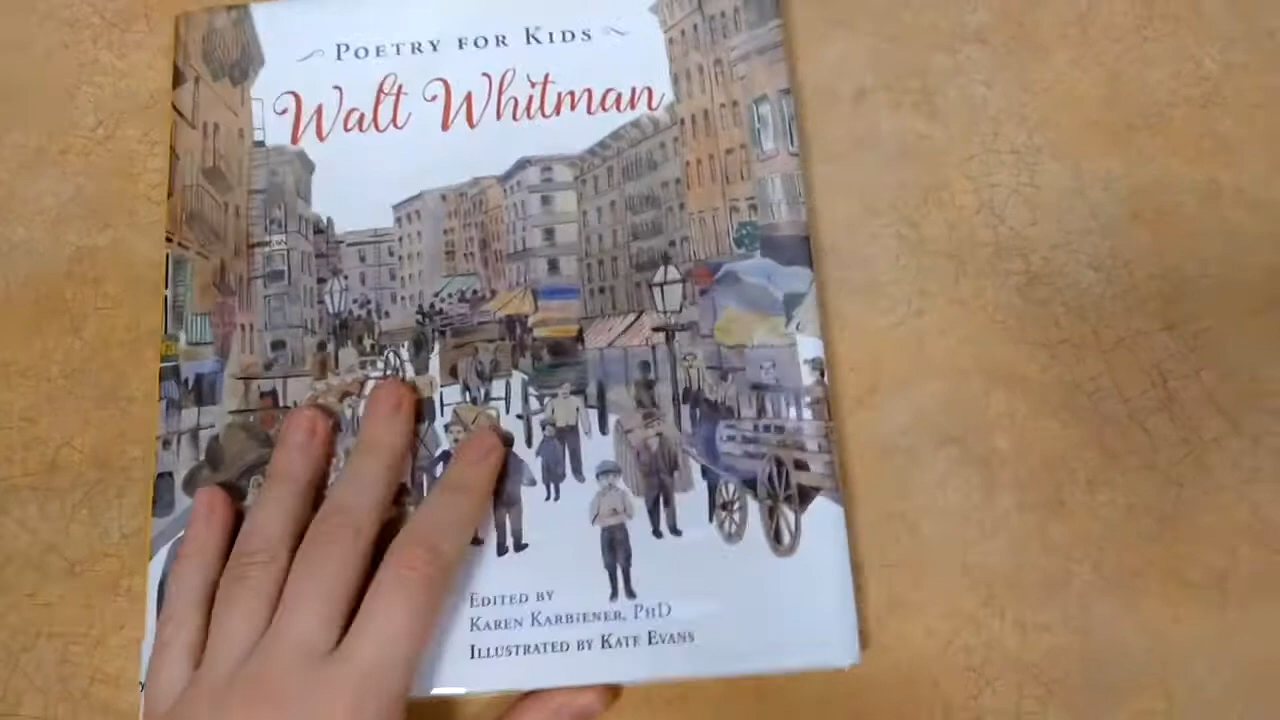 POETRY FOR KIDS
Walt Whitman
EDITED BY
KAREN KARBIENER, PHD
ILLUSTRATED BY KATE EVANS